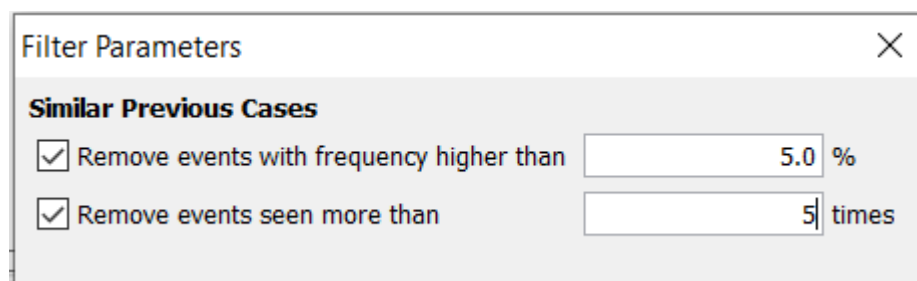 Filter Parameters
Similar Previous Cases
Remove events with frequency higher than 5.0 %
Remove events seen more than 5 times